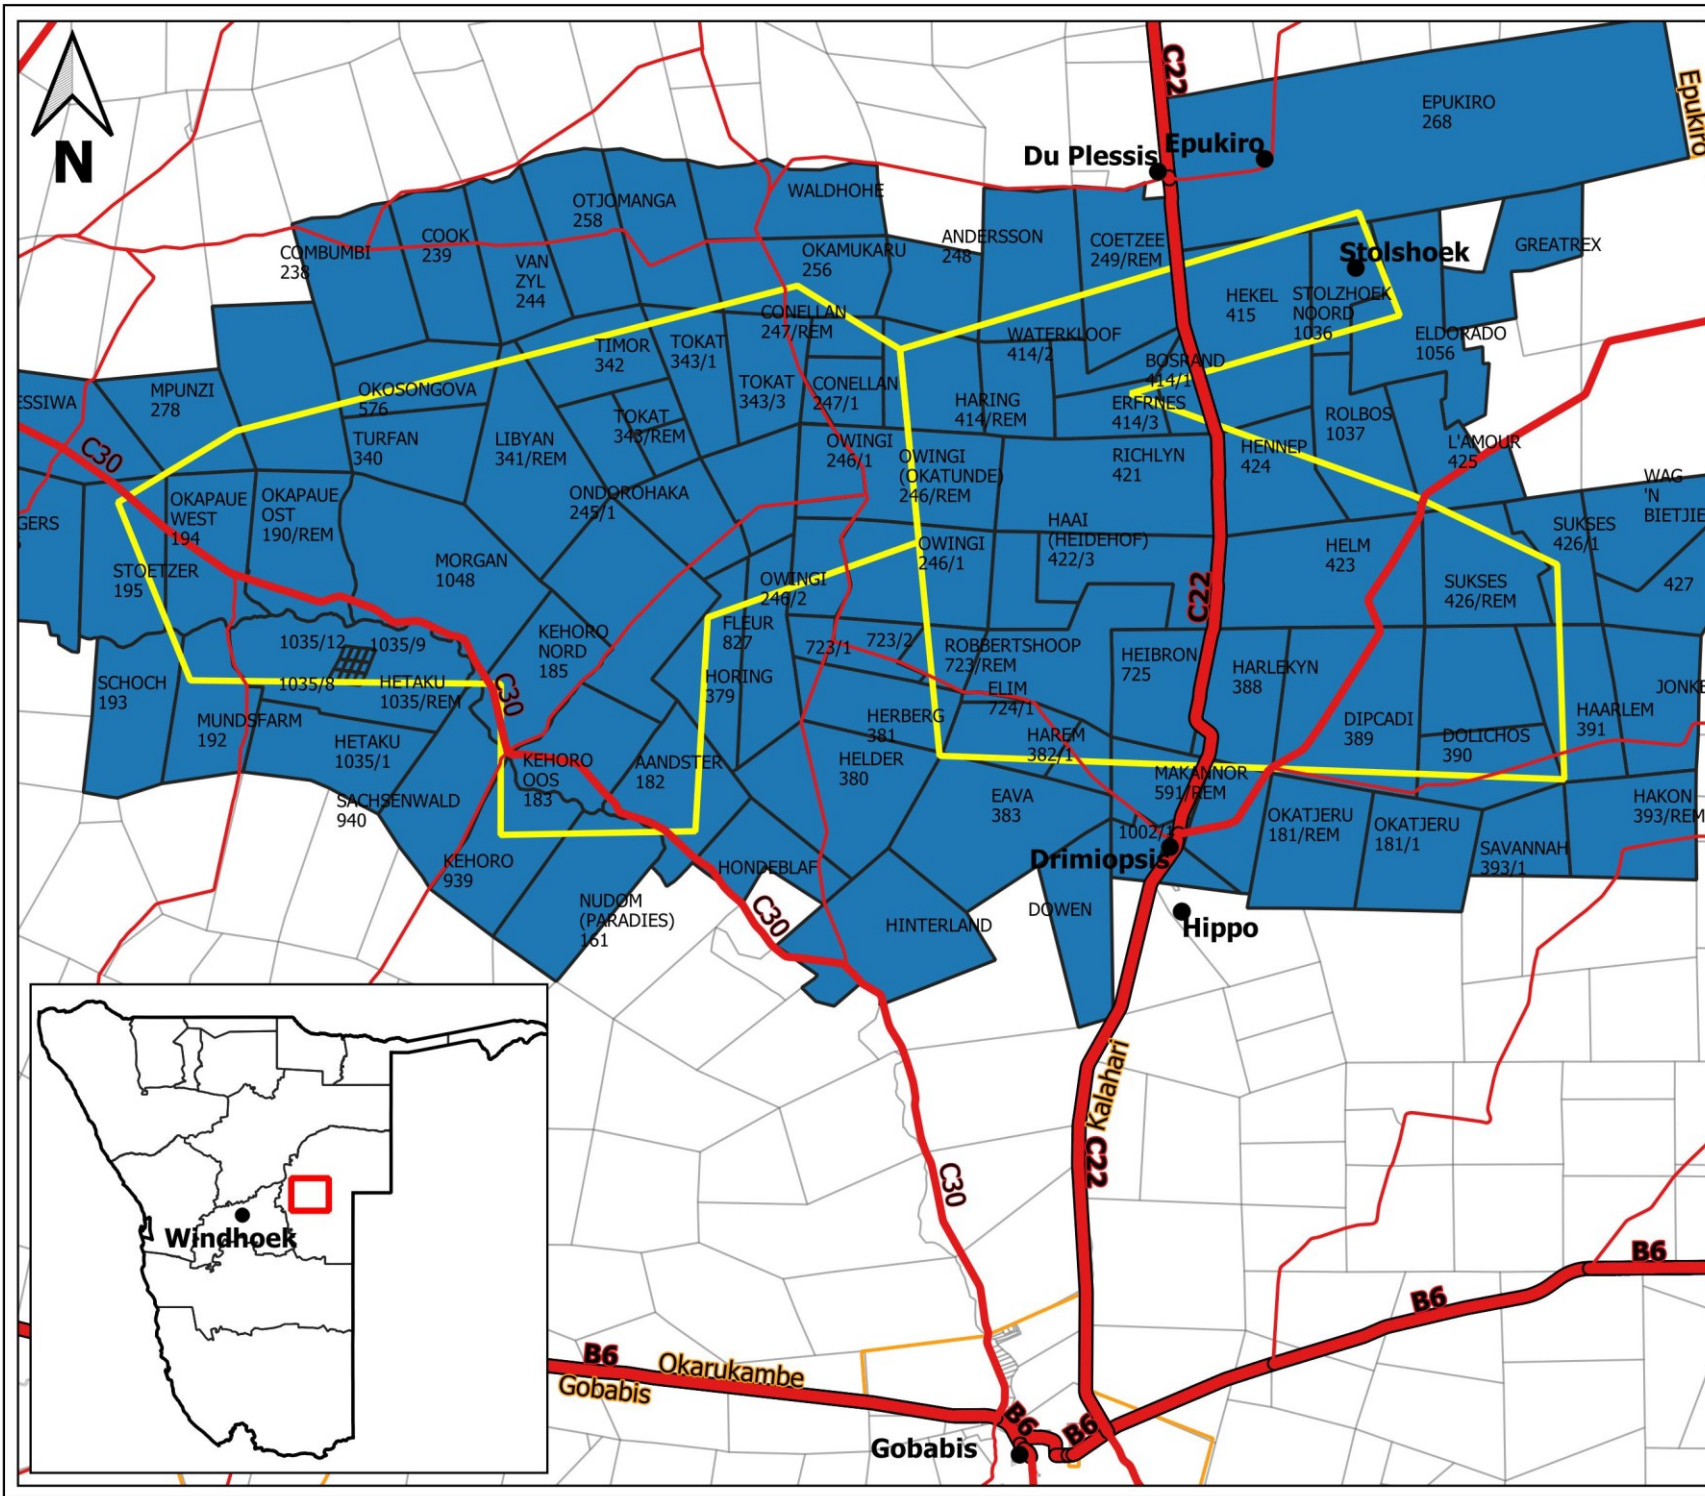 C22
Epukiro
EPUKIRO
268
Du Plessis
Epukiro
N
WALDHOHE
OTJOMANGA
258
COOK
239
COMBUMBI
238
VAN
ZYL
244
OKAMUKARU
256
ANDERSSON
248
COETZEE
249/REM
Stolshoek
GREATREX
HEKEL
415
STOLZHOEK
NOORD
1036
ELDORADO
1056
CONELLAN
247/REM
TIMOR
342
TOKAT
343/1
WATERKLOOF
414/2
BOSRAND
414/1
ESSIWA
MPUNZI
278
OKOSONGOVA
576
TOKAT
343/3
CONELLAN
247/1
HARING
414/REM
ERFRNES
414/3
ROLBOS
1037
TOKAT
343/REM
TURFAN
340
LIBYAN
341/REM
OWINGI
246/1
OWINGI
(OKATUNDE)
246/REM
RICHLYN
421
HENNEP
424
L'AMOUR
425
C30
WAG
'N
BIETJIE
OKAPAUE
WEST
194
OKAPAUE
OST
190/REM
ONDOROHAKA
245/1
HAAI
(HEIDEHOF)
422/3
SUKSES
426/1
GERS
HELM
423
STOETZER
195
MORGAN
1048
OWINGI
246/1
OWINGI
246/2
C22
SUKSES
426/REM
427
1035/12
1035/9
KEHORO
NORD
185
FLEUR
827
723/1
723/2
ROBBERTSHOOP
723/REM
HEIBRON
725
HARLEKYN
388
SCHOCH
193
1035/8
HETAKU
1035/REM
C30
HORING
379
ELIM
724/1
JONKE
MUNDSFARM
192
HETAKU
1035/1
HERBERG
381
HAREM
382/1
DIPCADI
389
DOLICHOS
390
HAARLEM
391
KEHORO
OOS
183
AANDSTER
182
HELDER
380
MAKANNOR
591/REM
SACHSENWALD
940
EAVA
383
1002/1
OKATJERU
181/REM
OKATJERU
181/1
HAKON
393/REM
Drimiopsis
SAVANNAH
393/1
KEHORO
939
HONDEBLAF
NUDOM
(PARADIES)
161
C30
HINTERLAND
DOWEN
Hippo
Kalahari
C22
C30
Windhoek
B6
B6
B6
Okarukambe
Gobabis
B6
B6
Gobabis